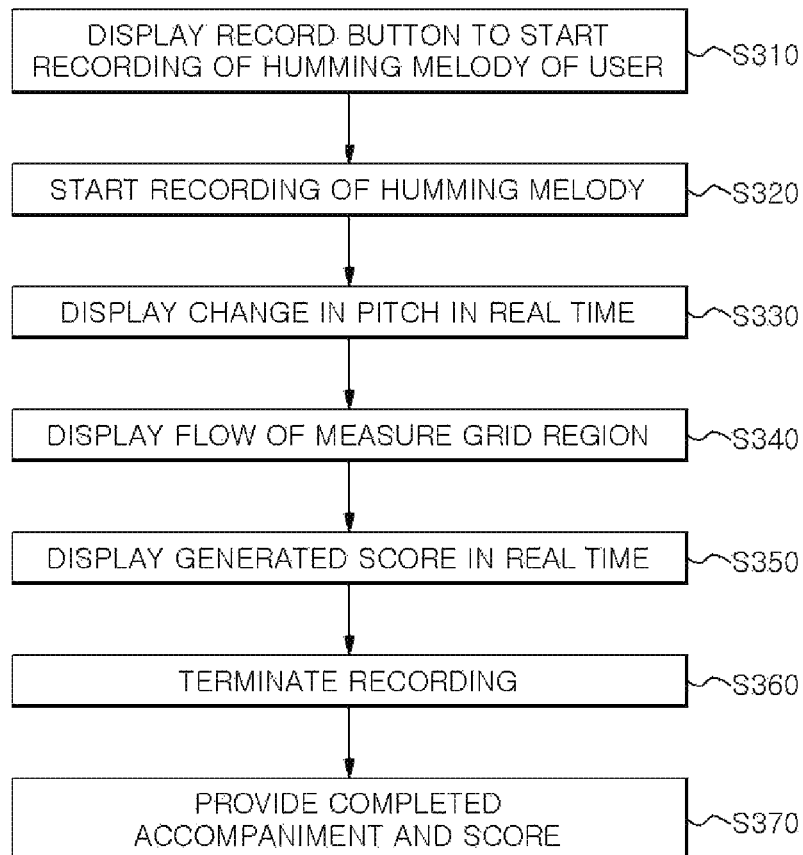 DISPLAY RECORD BUTTON TO START
RECORDING OF HUMMING MELODY OF USER
S310
START RECORDING OF HUMMING MELODY
S320
DISPLAY CHANGE IN PITCH IN REAL TIME
S330
DISPLAY FLOW OF MEASURE GRID REGION
S340
DISPLAY GENERATED SCORE IN REAL TIME
S350
TERMINATE RECORDING
S360
PROVIDE COMPLETED
ACCOMPANIMENT AND SCORE
S370